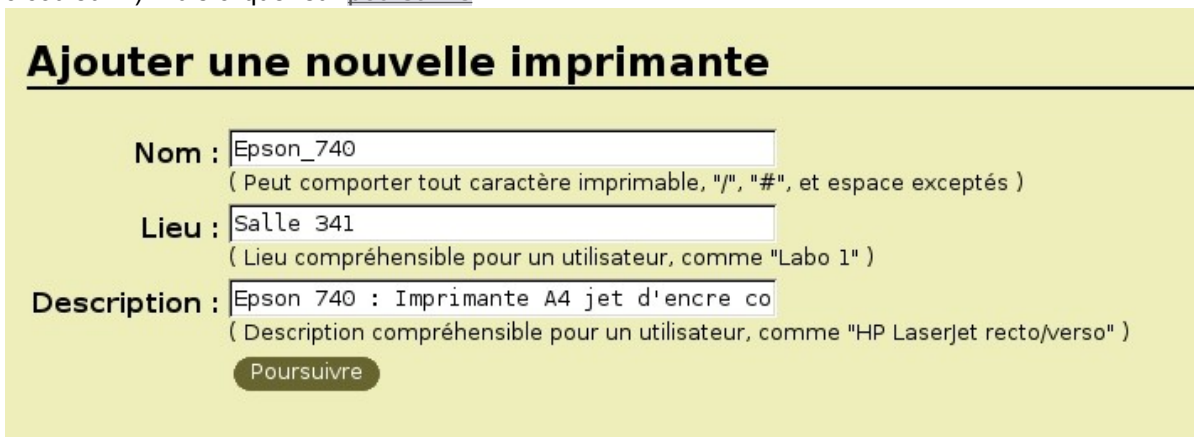 Ajouter une nouvelle imprimante
Nom : Epson_740
( Peut comporter tout caractère imprimable, "/", "#", et espace exceptés )
Lieu : Salle 341
( Lieu compréhensible pour un utilisateur, comme "Labo 1" )
Description : Epson 740 : Imprimante A4 jet d'encre co
( Description compréhensible pour un utilisateur, comme "HP LaserJet recto/verso" )
Poursuivre